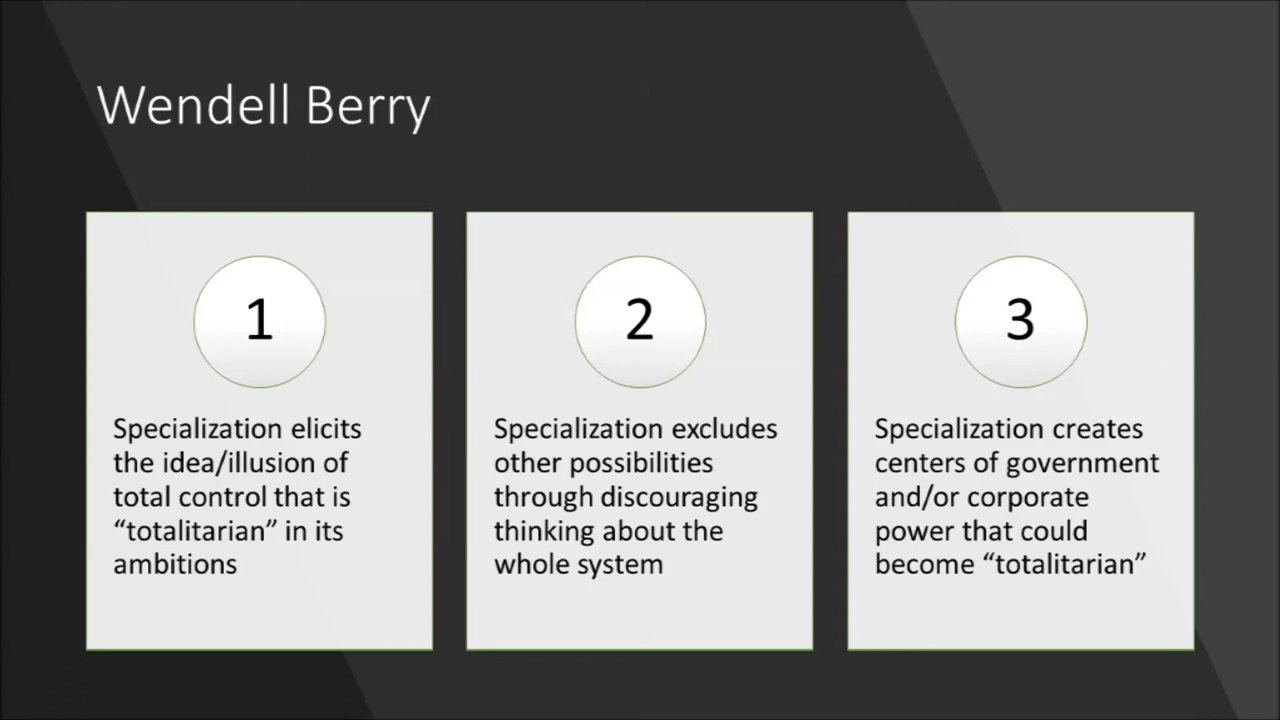 Wendell Berry
1
Specialization elicits
the idea/illusion of
total control that is
“totalitarian” in its
ambitions
2
Specialization excludes
other possibilities
through discouraging
thinking about the
whole system
3
Specialization creates
centers of government
and/or corporate
power that could
become “totalitarian”